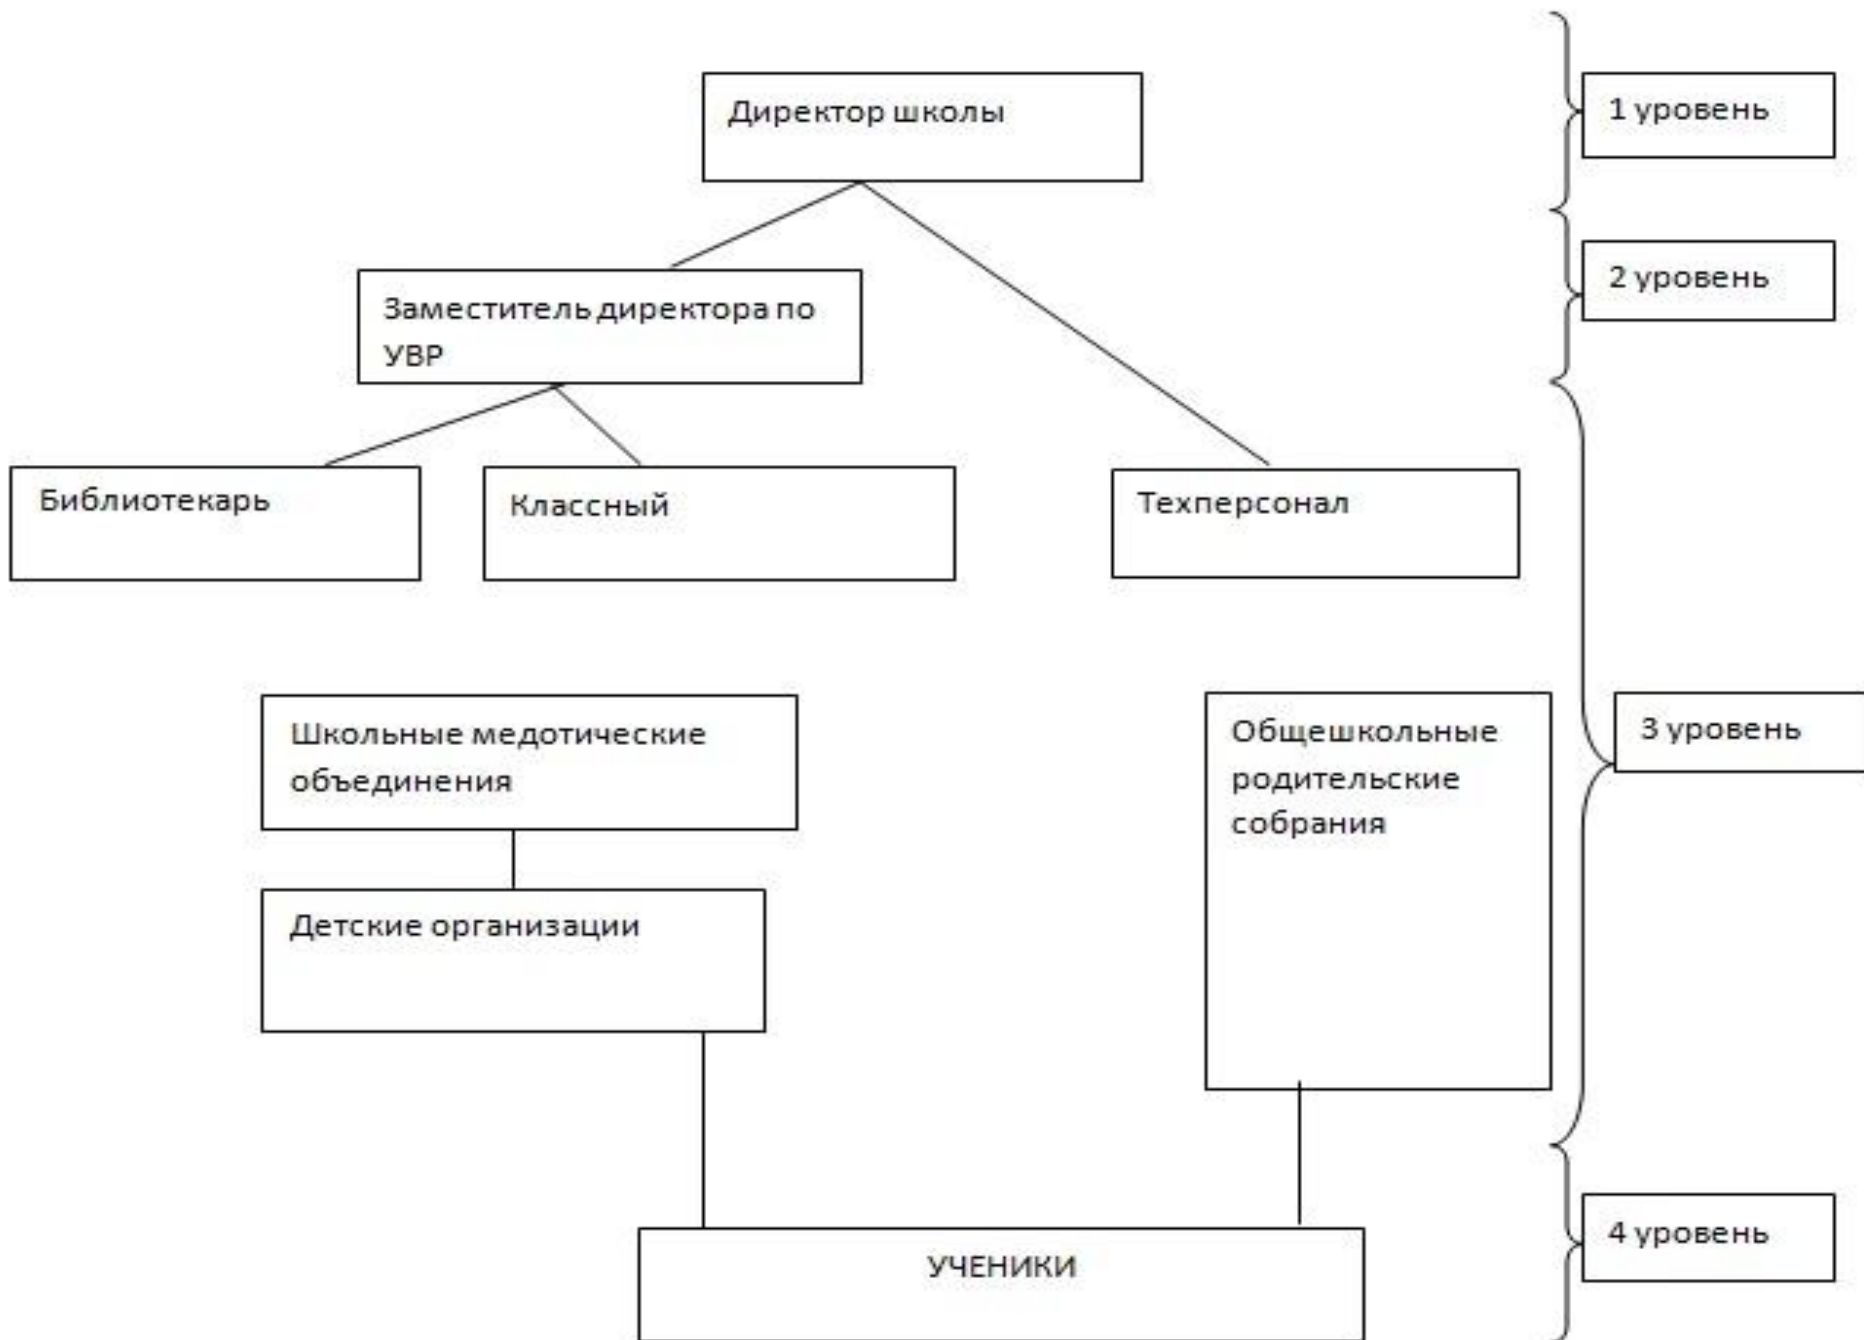 Директор школы
1 уровень
Заместитель директора по
УВР
2 уровень
Библиотекарь
Классный
Техперсонал
Школьные медотические
объединения
Общешкольные
родительские
собрания
3 уровень
Детские организации
УЧЕНИКИ
4 уровень